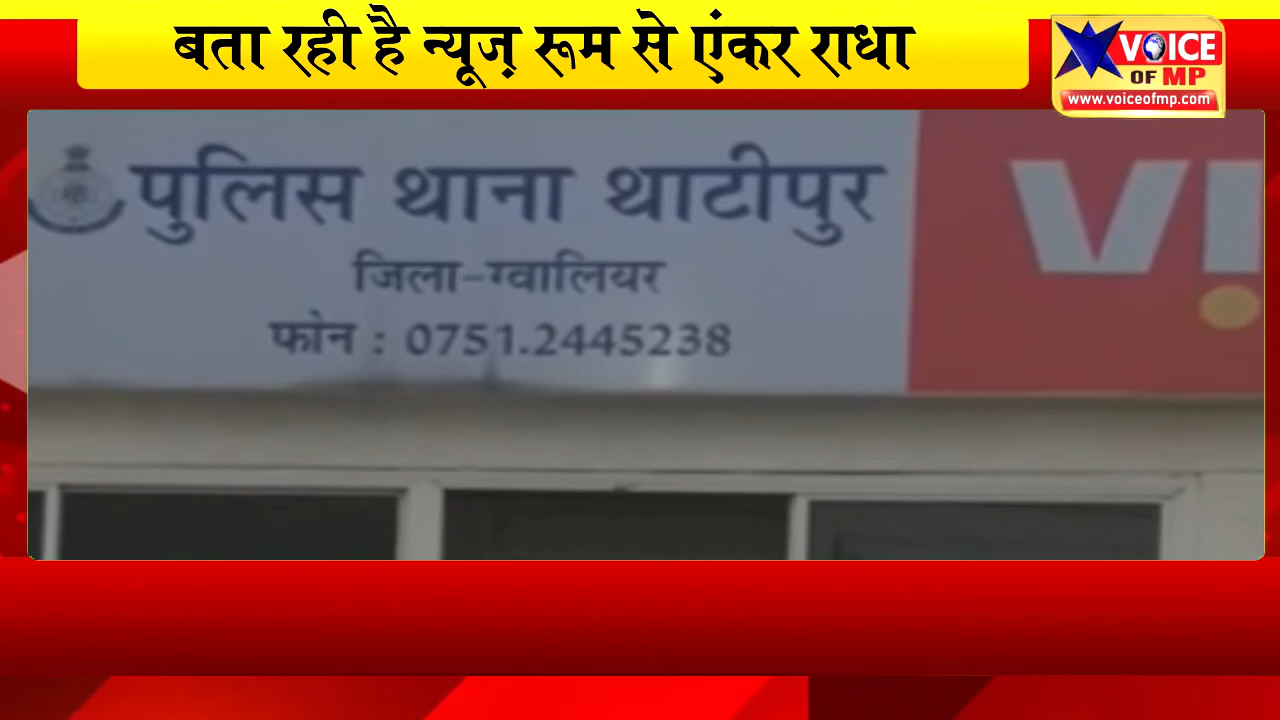 बता रही है न्यूज़ रूम से एंकर राधा
VOICE
OF MP
www.voiceofmp.com
पुलिस थाना थाटीपुर
जिला-ग्वालियर
फोन : 0751.2445238